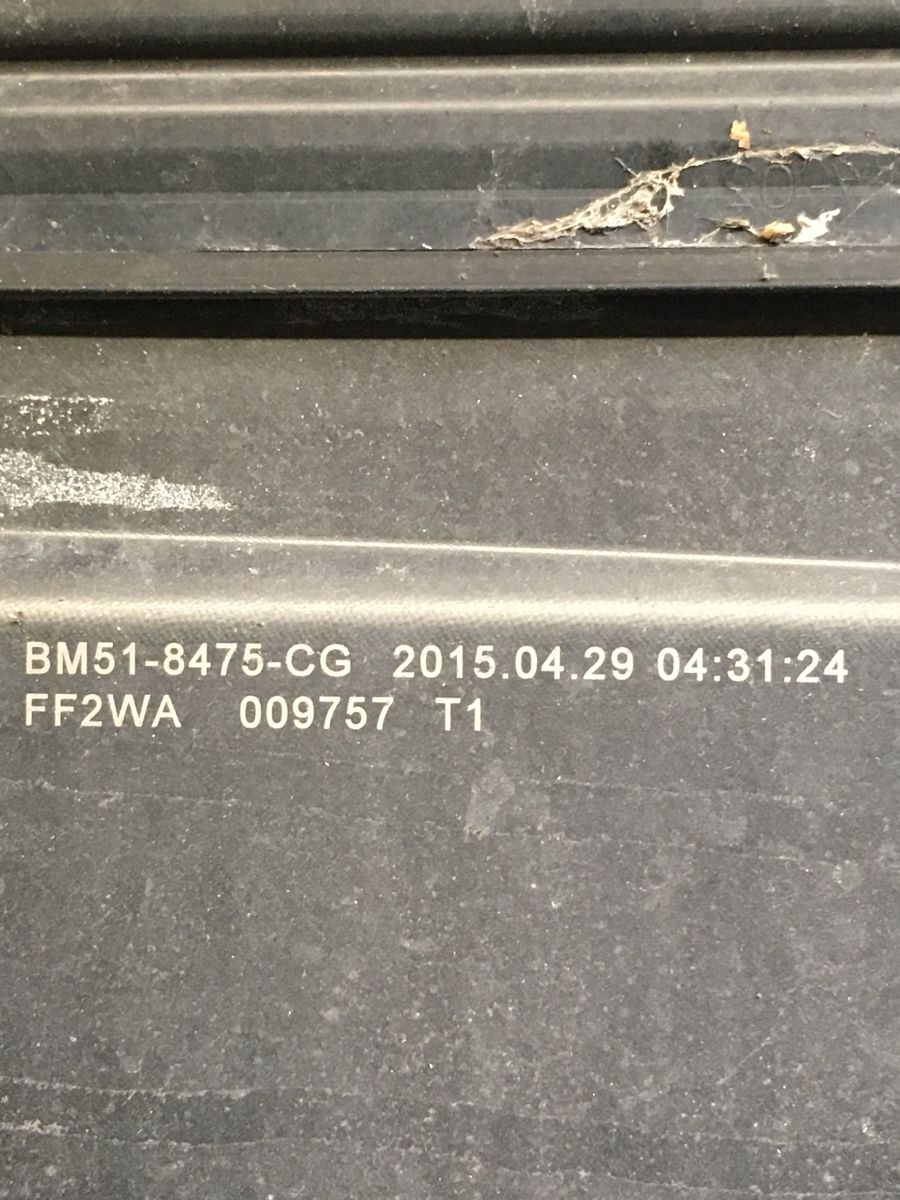 BM51-8475-CG 2015.04.29 04:31:24
FF2WA 009757 T1